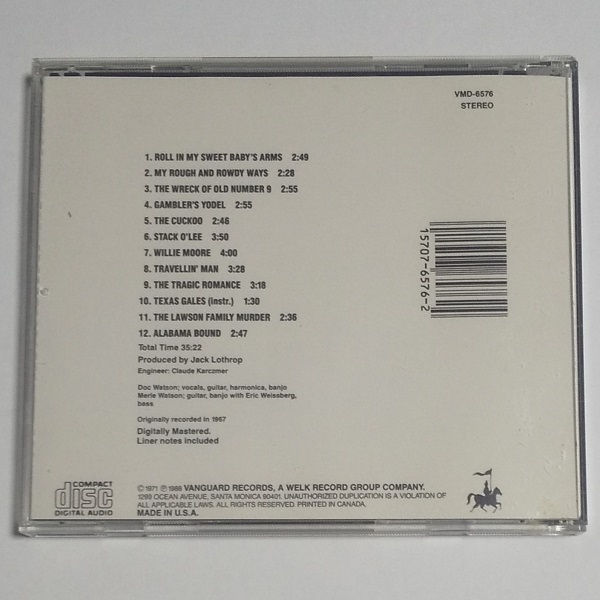 VMD-6576
STEREO
1. ROLL IN MY SWEET BABY'S ARMS 2:49
2. MY ROUGH AND ROWDY WAYS 2:28
3. THE WRECK OF OLD NUMBER 9 2:55
4. GAMBLER'S YODEL 2:55
5. THE CUCKOO 2:46
6. STACK O'LEE 3:50
7. WILLIE MOORE 4:00
8. TRAVELLIN' MAN 3:28
9. THE TRAGIC ROMANCE 3:18
10. TEXAS GALES (Instr.) 1:30
11. THE LAWSON FAMILY MURDER 2:36
12. ALABAMA BOUND 2:47
Total Time 35:22
Produced by Jack Lothrop
Engineer: Claude Karczmer
Doc Watson; vocals, guitar, harmonica, banjo
Merle Watson; guitar, banjo with Eric Weissberg,
bass
Originally recorded in 1967
Digitally Mastered.
Liner notes included
15707-6576-2
COMPACT
disc
DIGITAL AUDIO
©1971 ℗1988 VANGUARD RECORDS, A WELK RECORD GROUP COMPANY.
1299 OCEAN AVENUE, SANTA MONICA 90401. UNAUTHORIZED DUPLICATION IS A VIOLATION OF
ALL APPLICABLE LAWS. ALL RIGHTS RESERVED. PRINTED IN CANADA.
MADE IN U.S.A.